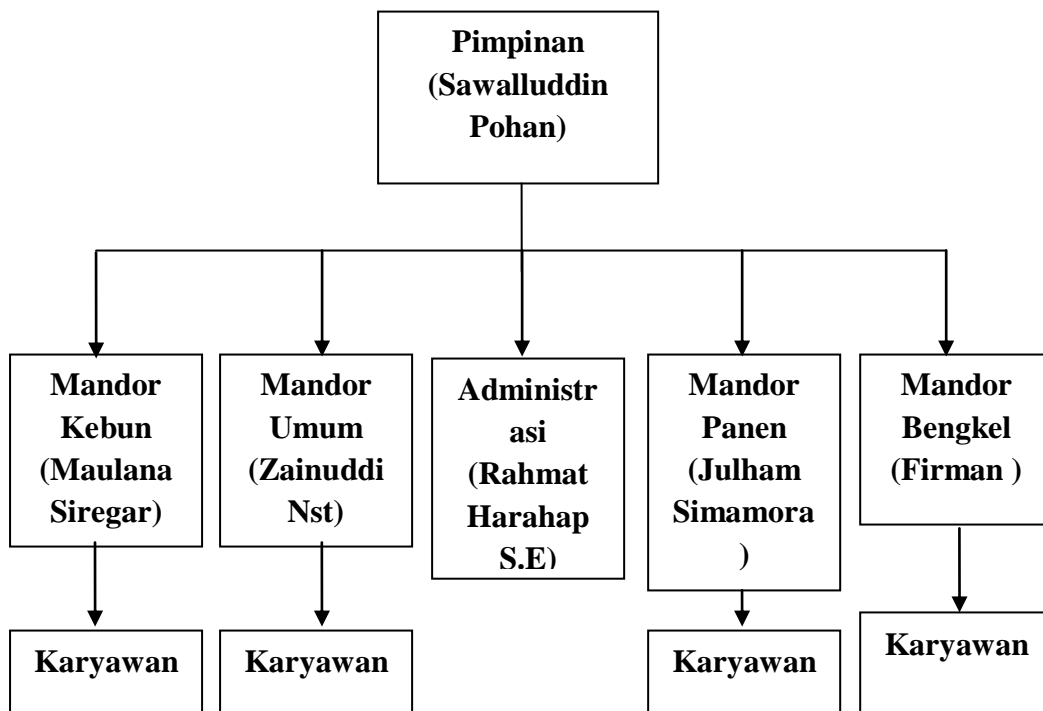 Pimpinan
(Sawalluddin
Pohan)
Mandor
Kebun
(Maulana
Siregar)
Mandor
Umum
(Zainuddi
Nst)
Administr
asi
(Rahmat
Harahap
S.E)
Mandor
Panen
(Julham
Simamora
)
Mandor
Bengkel
(Firman )
Karyawan
Karyawan
Karyawan
Karyawan